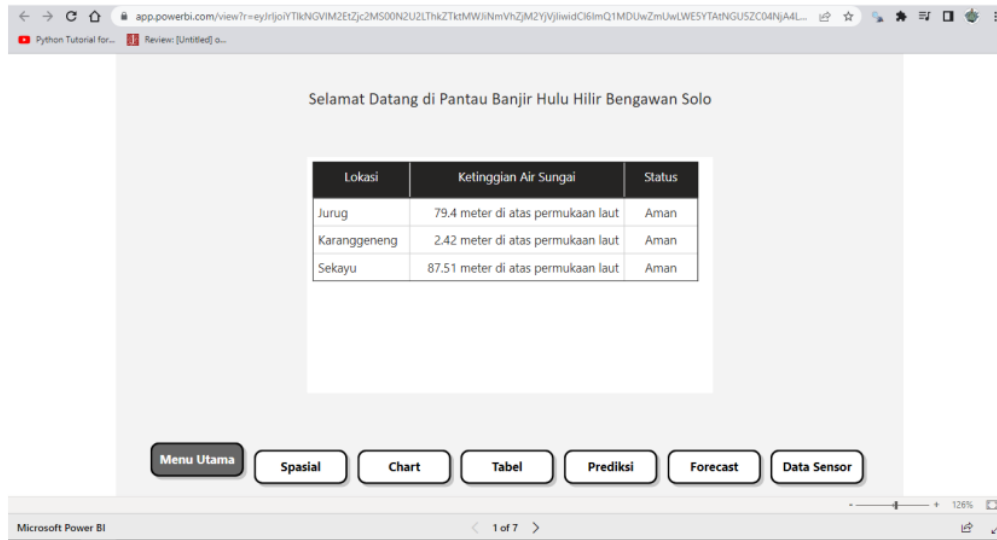 app.powerbi.com/view?r=
Python Tutorial for...
Review: [Untitled] o...
Selamat Datang di Pantau Banjir Hulu Hilir Bengawan Solo
Lokasi Ketinggian Air Sungai Status
Jurug 79.4 meter di atas permukaan laut Aman
Karanggeneng 2.42 meter di atas permukaan laut Aman
Sekayu 87.51 meter di atas permukaan laut Aman
Menu Utama Spasial Chart Tabel Prediksi Forecast Data Sensor
- + 126%
Microsoft Power BI 1 of 7